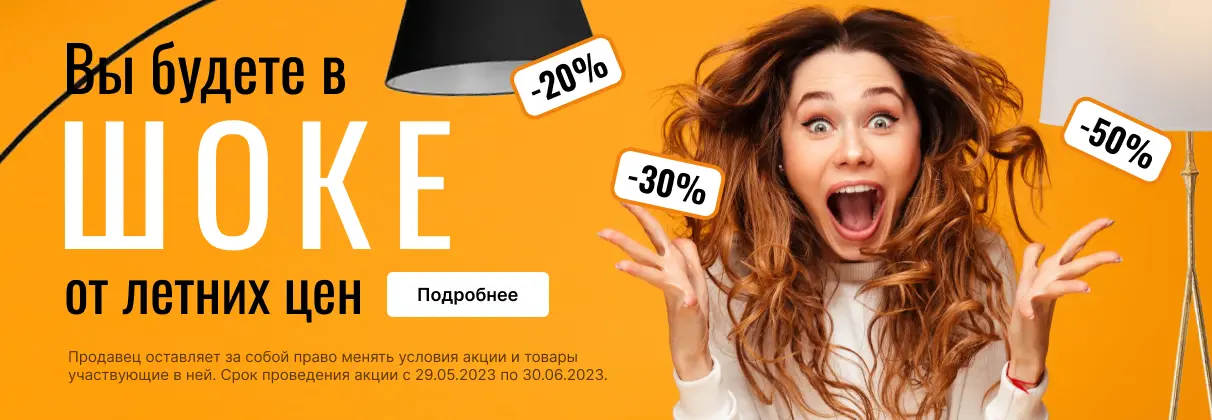 Вы будете в
ШОКЕ
от летних цен
Подробнее
Продавец оставляет за собой право менять условия акции и товары
участвующие в ней. Срок проведения акции с 29.05.2023 по 30.06.2023.
-20%
-30%
-50%